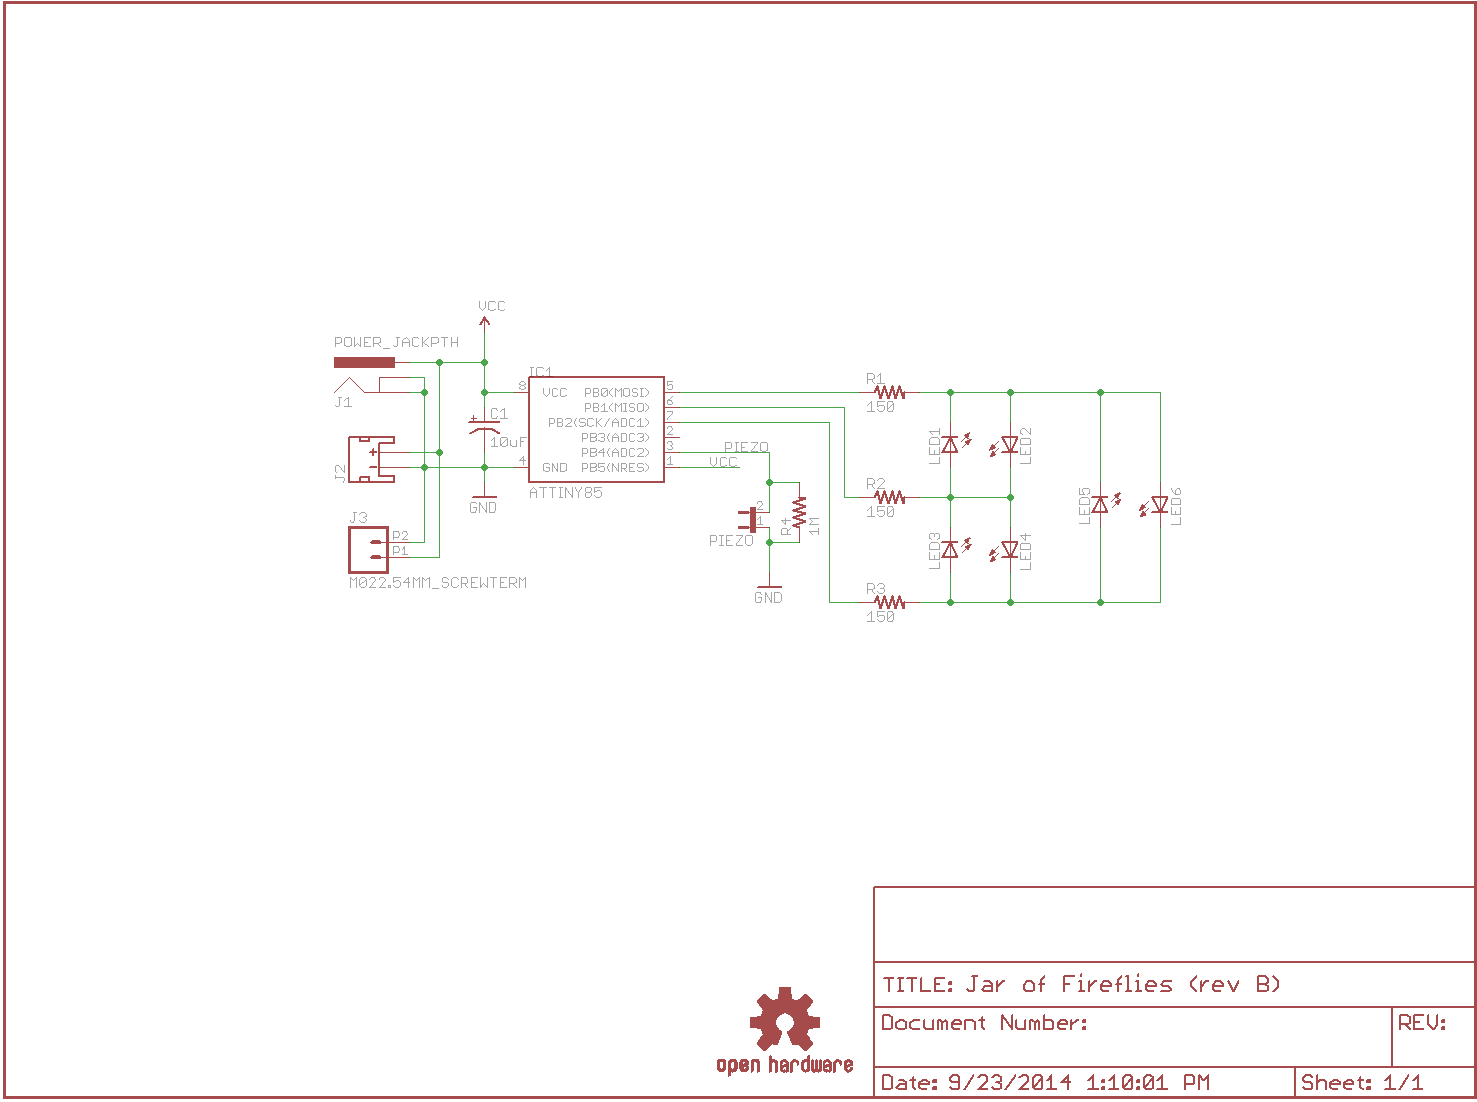 VCC
POWER_JACKPTH
J1
J2
+
-
J3
P2
P1
M022.54MM_SCREWTERM
+
C1
10uF
GND
IC1
8
VCC
4
GND
PB0(MOSI)
5
PB1(MISO)
6
PB2(SCK/ADC1)
7
PB3(ADC3)
2
PB4(ADC2)
3
PB5(NRES)
1
ATTINY85
PIEZO
VCC
2
1
PIEZO
R4
1M
GND
R1
150
R2
150
R3
150
LED1
LED2
LED3
LED4
LED5
LED6
open hardware
TITLE: Jar of Fireflies (rev B)
Document Number:
REV:
Date: 9/23/2014 1:10:01 PM
Sheet: 1/1